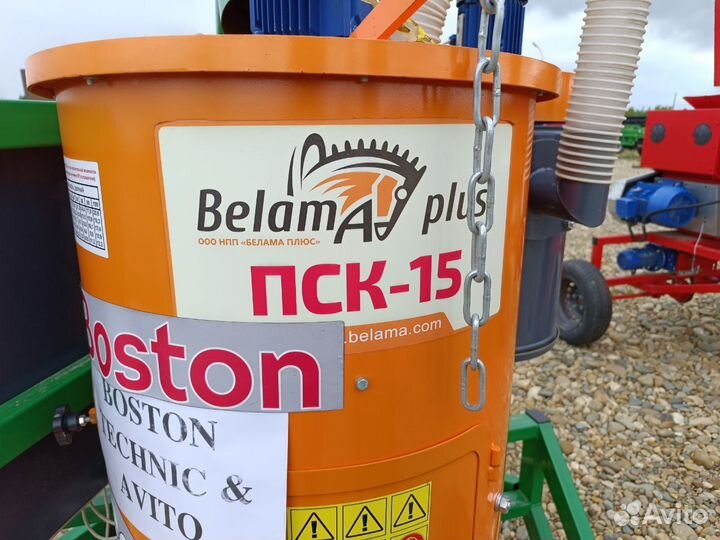 BelamA plus
ООО НПП «БЕЛАМА ПЛЮС»
ПСК-15
.belama.com
Boston
BOSTON
TECHNIC &
AVITO
Avito